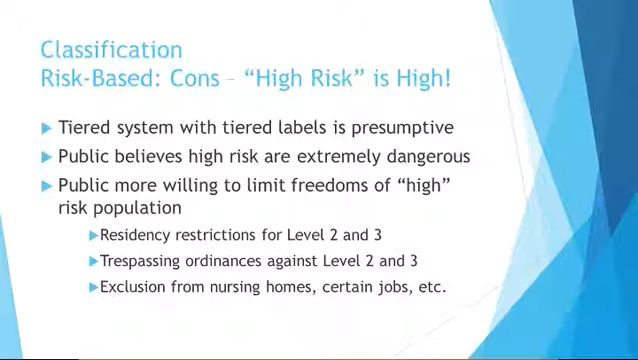 Classification
Risk-Based: Cons – “High Risk” is High!
Tiered system with tiered labels is presumptive
Public believes high risk are extremely dangerous
Public more willing to limit freedoms of “high”
risk population
Residency restrictions for Level 2 and 3
Trespassing ordinances against Level 2 and 3
Exclusion from nursing homes, certain jobs, etc.